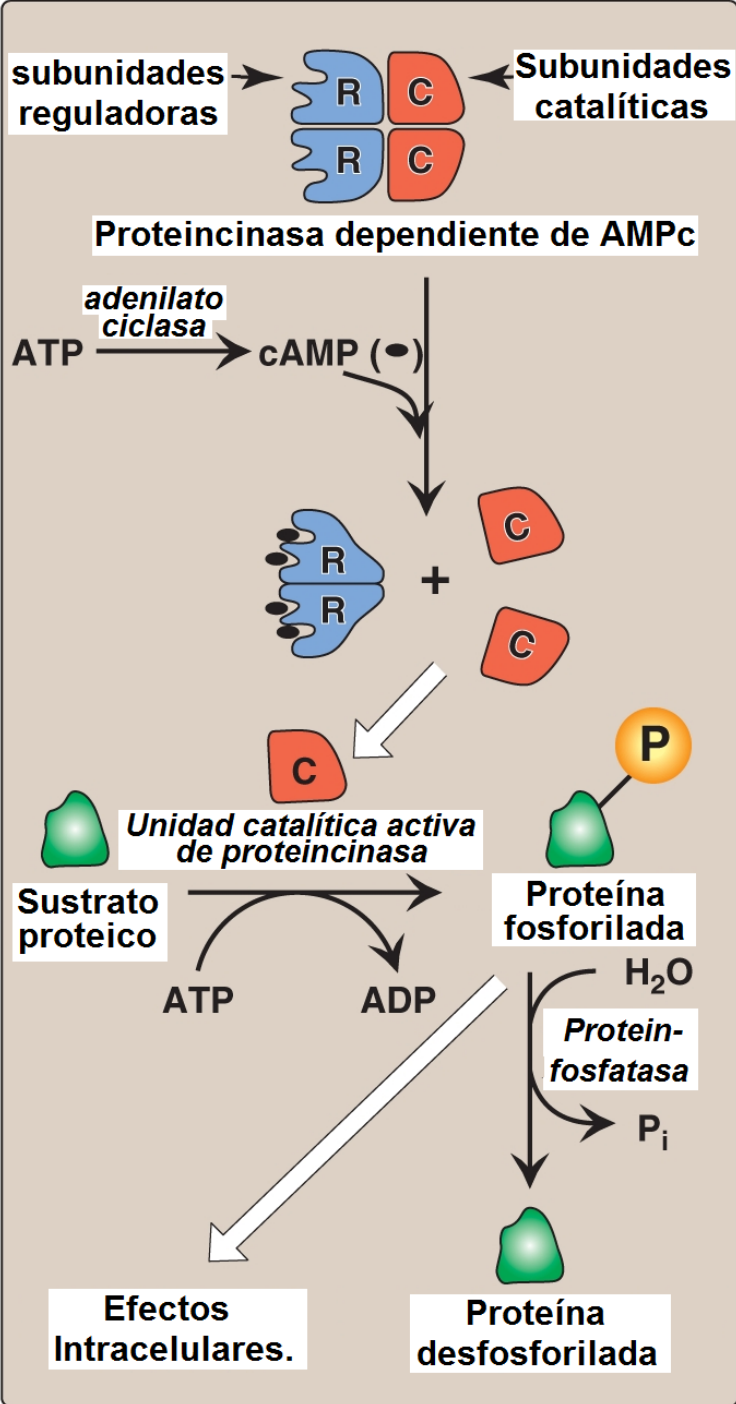 subunidades
reguladoras
R
C
R
C
Subunidades
catalíticas
Proteincinasa dependiente de AMPc
adenilato
ciclasa
ATP
cAMP ( )
R
R
+
C
C
C
P
Unidad catalítica activa
de proteincinasa
Sustrato
proteico
Proteína
fosforilada
ATP
ADP
H₂O
Protein-
fosfatasa
Pᵢ
Efectos
Intracelulares.
Proteína
desfosforilada